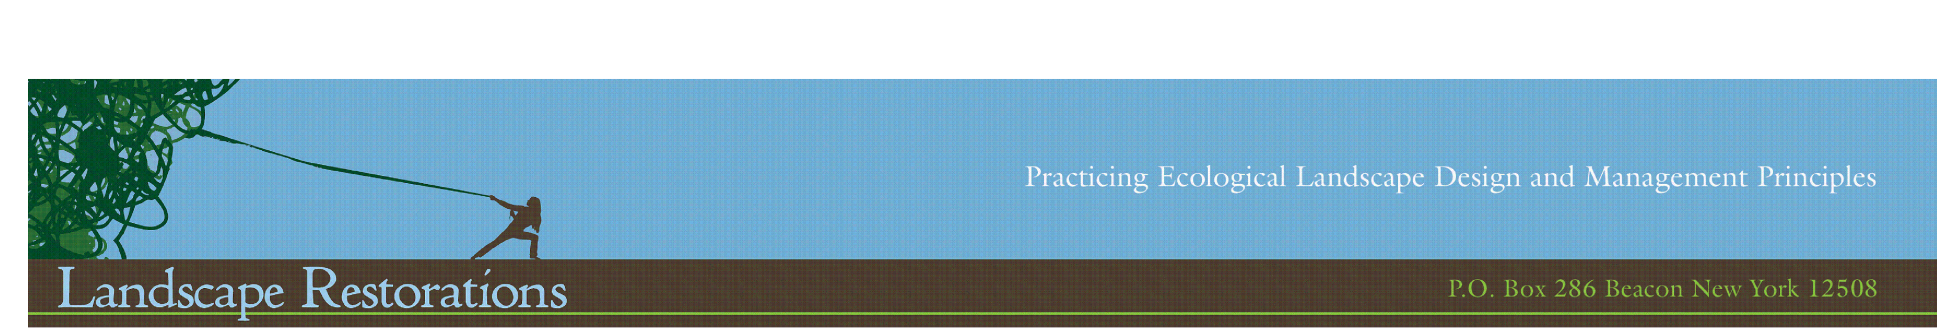 Practicing Ecological Landscape Design and Management Principles
Landscape Restorations
P.O. Box 286 Beacon New York 12508